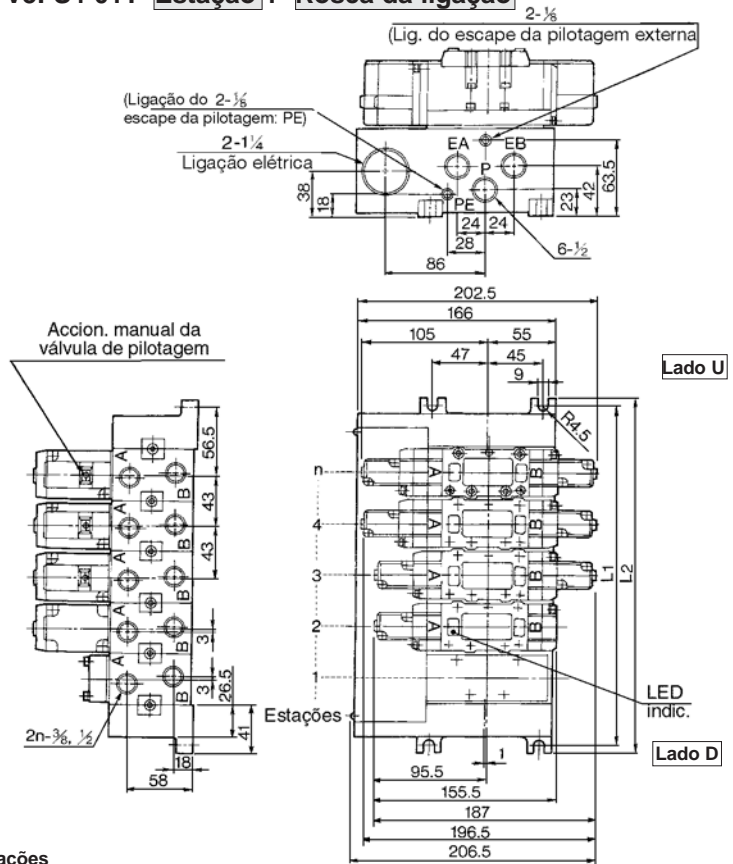 Estação
Rosca da ligação
2-⅛
(Lig. do escape da pilotagem externa
(Ligação do 2-⅛
escape da pilotagem: PE)
2-1¼
Ligação elétrica
EA
EB
P
PE
38
18
24
24
28
86
23
42
63.5
6-½
202.5
166
105
55
47
45
9
R4.5
Lado U
Accion. manual da
válvula de pilotagem
A
B
A
B
A
B
A
B
A
B
56.5
43
43
3
3
26.5
41
18
58
2n-⅜, ½
n
4
3
2
1
Estações
A
B
A
B
A
B
A
B
L1
L2
LED
indic.
Lado D
1
95.5
155.5
187
196.5
206.5